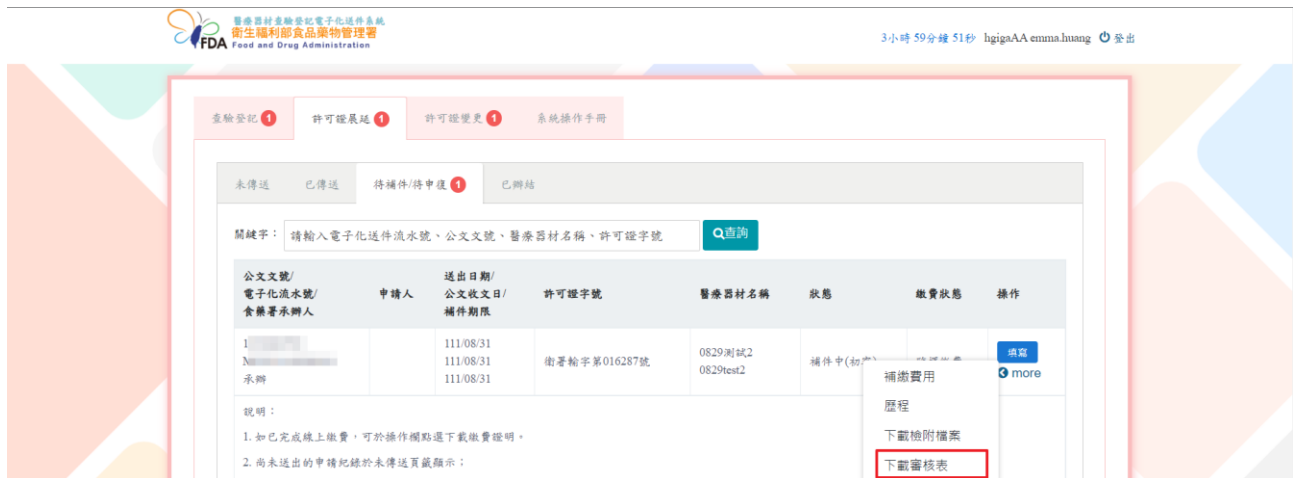 醫療器材查驗登記電子化送件系統
衛生福利部食品藥物管理署
FDA Food and Drug Administration
3小時 59分鐘 51秒 hgigaAA emma.huang 登出
查驗登記 1 許可證展延 1 許可證變更 1 系統操作手冊
未傳送 已傳送 待補件/待申復 1 已辦結
關鍵字： 請輸入電子化送件流水號、公文文號、醫療器材名稱、許可證字號 查詢
公文文號/
電子化流水號/
食藥署承辦人
申請人
送出日期/
公文收文日/
補件期限
許可證字號
醫療器材名稱
狀態
繳費狀態
操作
承辦
111/08/31
111/08/31
111/08/31
衛署輸字第016287號
0829測試2
0829test2
補件中(初
填寫
more
補繳費用
歷程
下載檢附檔案
下載審核表
說明：
1. 如已完成線上繳費，可於操作欄點選下載繳費證明。
2. 尚未送出的申請紀錄於未傳送頁籤顯示；